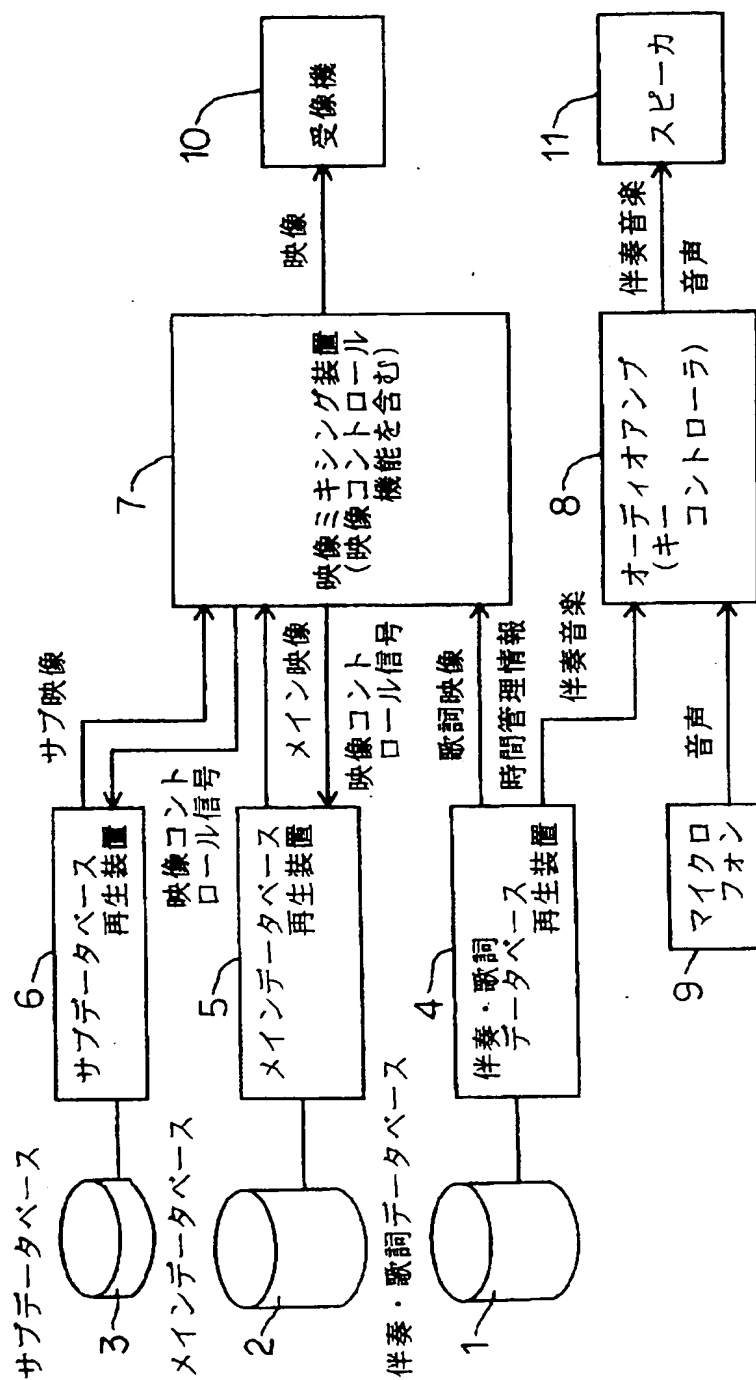 サブデータベース
3
6
サブデータベース
再生装置
サブ映像
映像コント
ロール信号
メインデータベース
2
5
メインデータベース
再生装置
メイン映像
映像コント
ロール信号
7
映像ミキシング装置
(映像コントロール
機能を含む)
映像
10
受像機
伴奏・歌詞データベース
1
4
伴奏・歌詞
データベース
再生装置
歌詞映像
時間管理情報
伴奏音楽
9
マイクロ
フォン
音声
8
オーディオアンプ
(キー
コントローラ)
伴奏音楽
音声
11
スピーカ